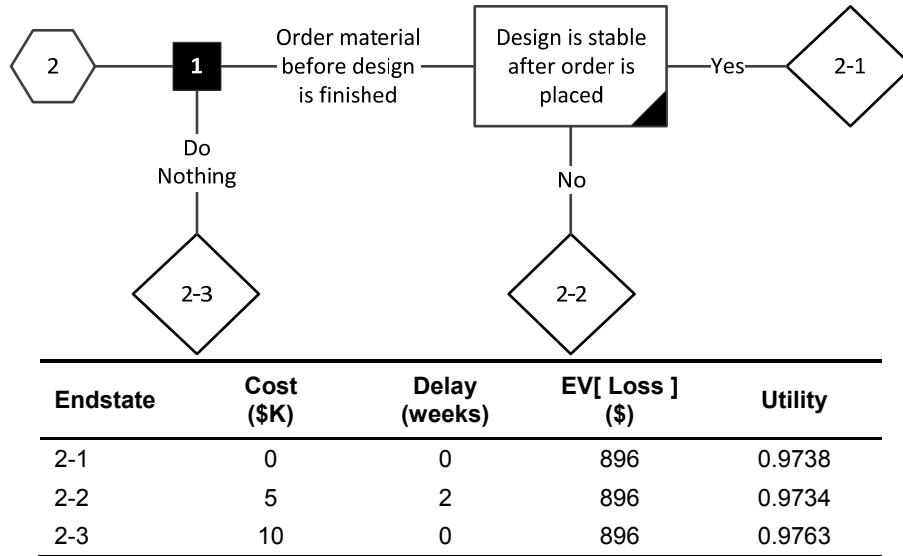 2
1
Order material
before design
is finished
Design is stable
after order is
placed
Yes
2-1
Do
Nothing
No
2-3
2-2
Endstate Cost ($K) Delay (weeks) EV[ Loss ] ($) Utility
2-1 0 0 896 0.9738
2-2 5 2 896 0.9734
2-3 10 0 896 0.9763